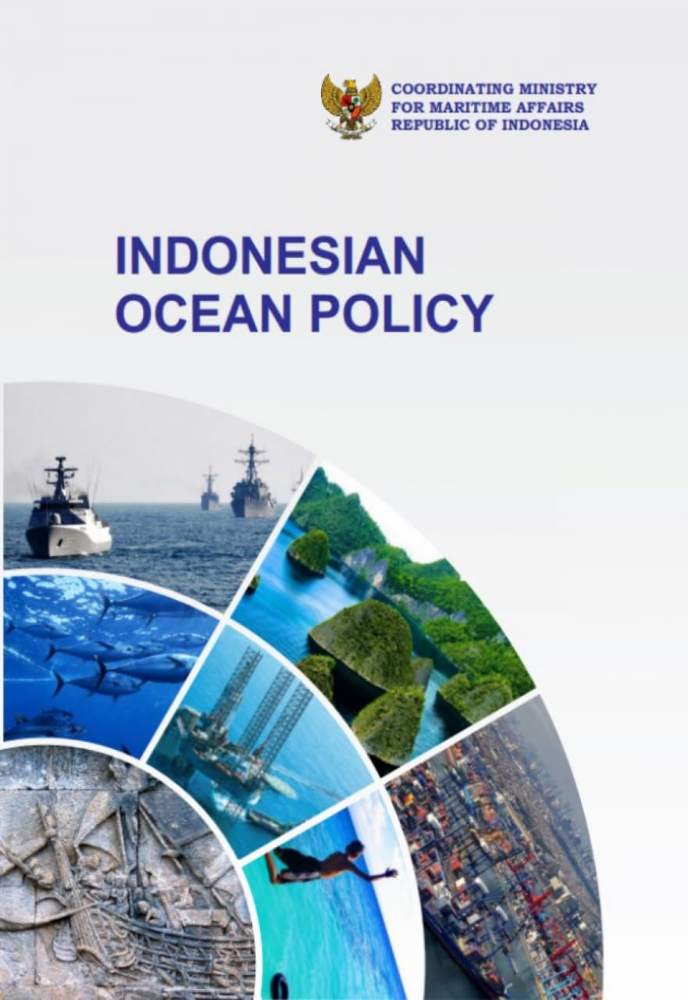 COORDINATING MINISTRY
FOR MARITIME AFFAIRS
REPUBLIC OF INDONESIA
INDONESIAN
OCEAN POLICY